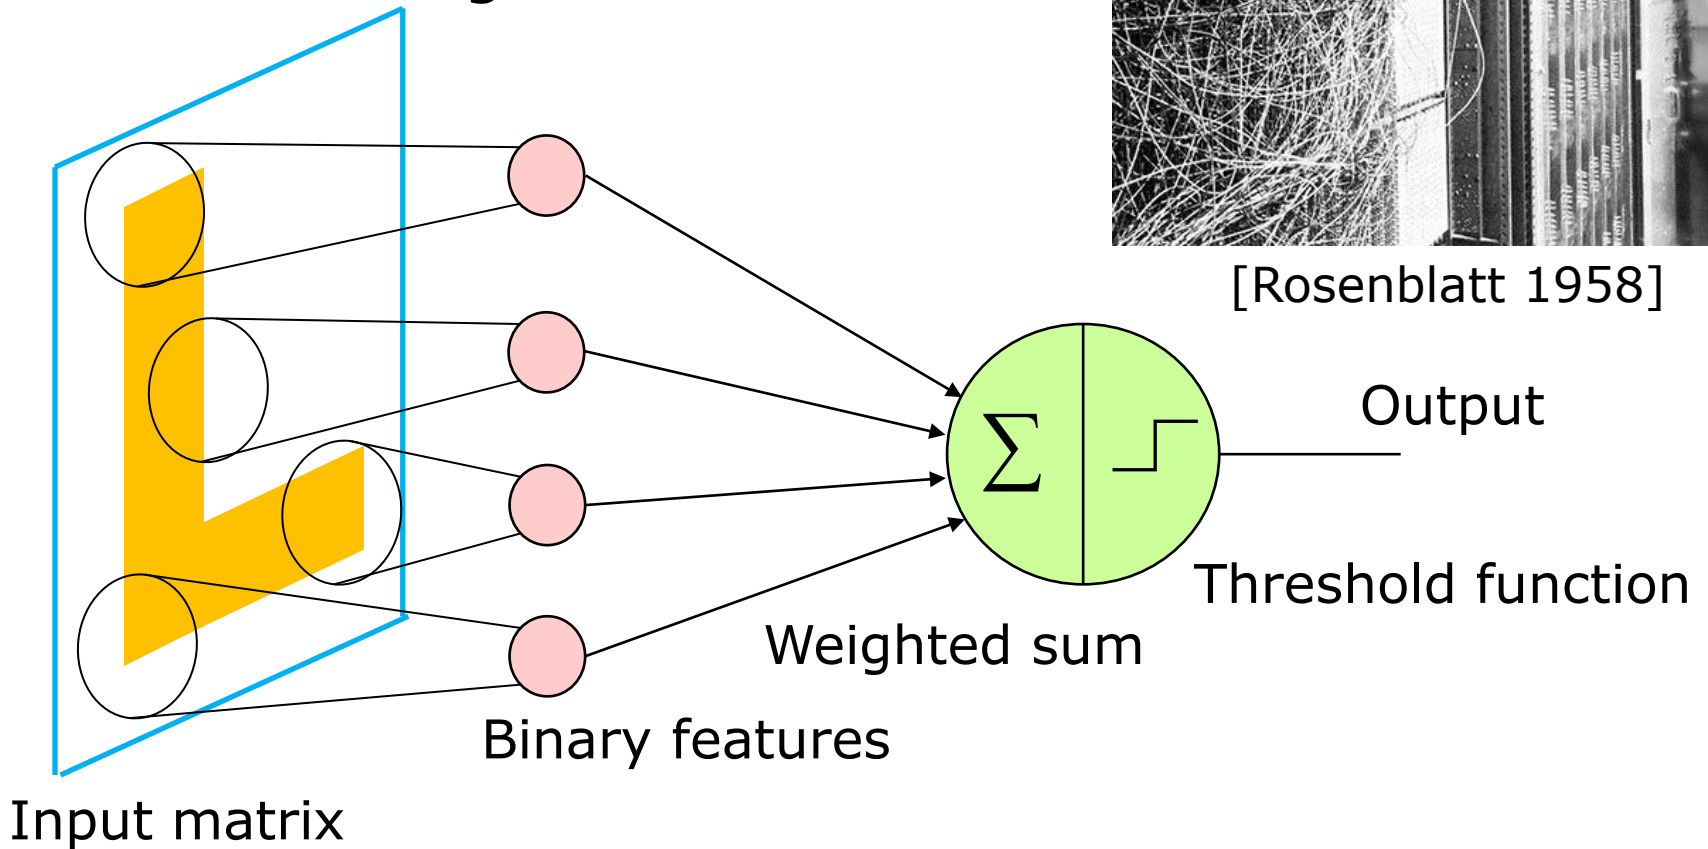 [Rosenblatt 1958]
Output
∑
Threshold function
Weighted sum
Binary features
Input matrix